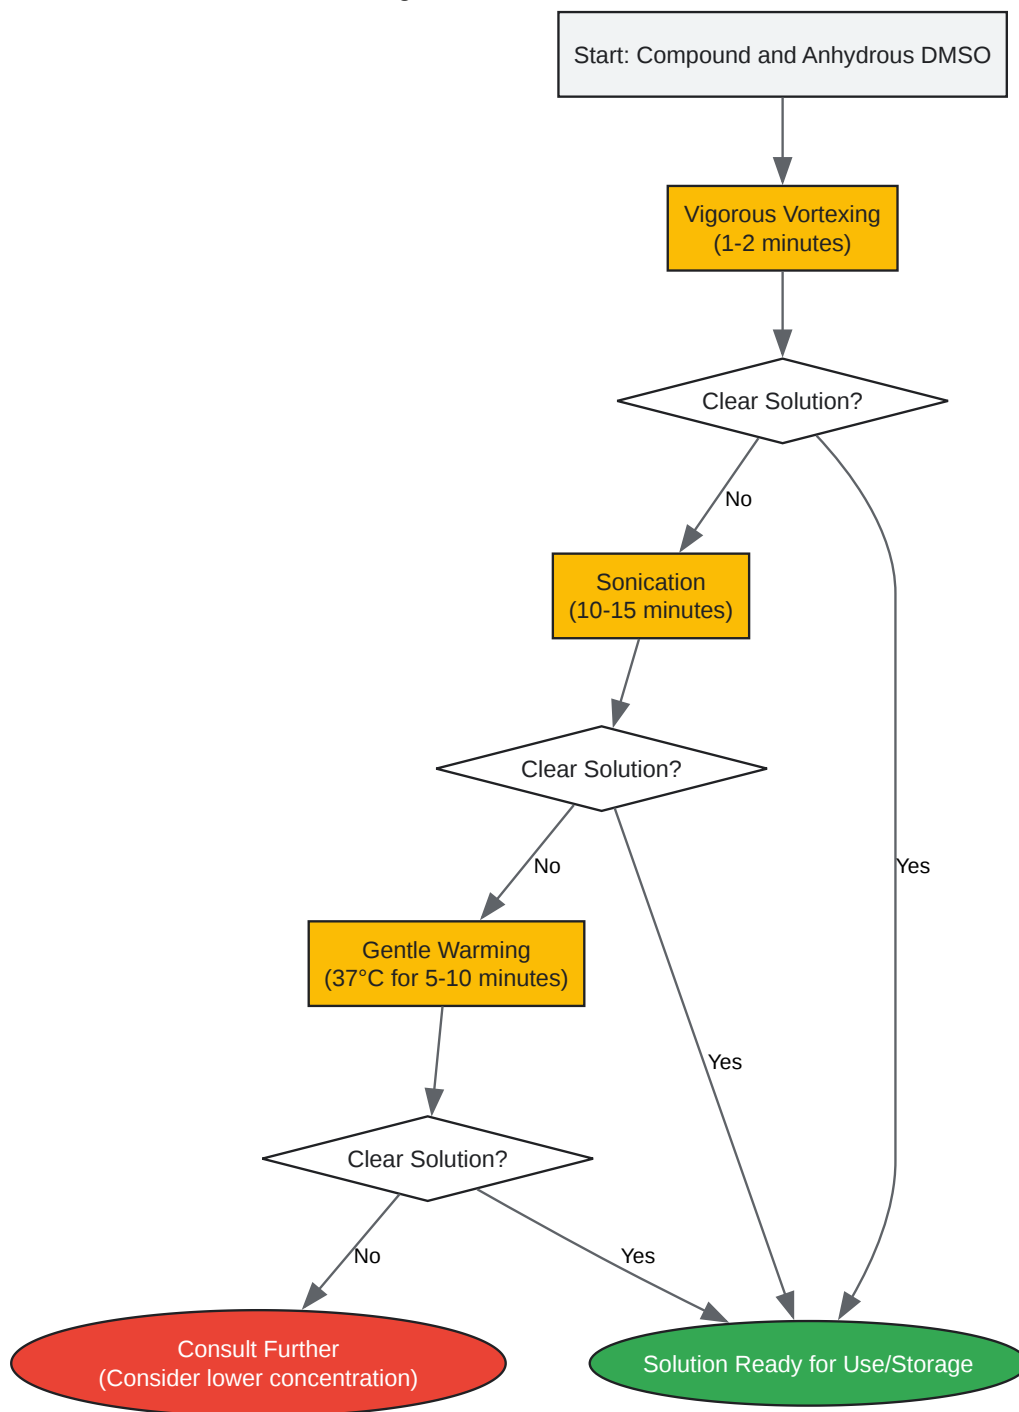 Start: Compound and Anhydrous DMSO
Vigorous Vortexing
(1-2 minutes)
Clear Solution?
No
Sonication
(10-15 minutes)
Clear Solution?
No
Yes
Gentle Warming
(37°C for 5-10 minutes)
Yes
Clear Solution?
No
Yes
Consult Further
(Consider lower concentration)
Solution Ready for Use/Storage